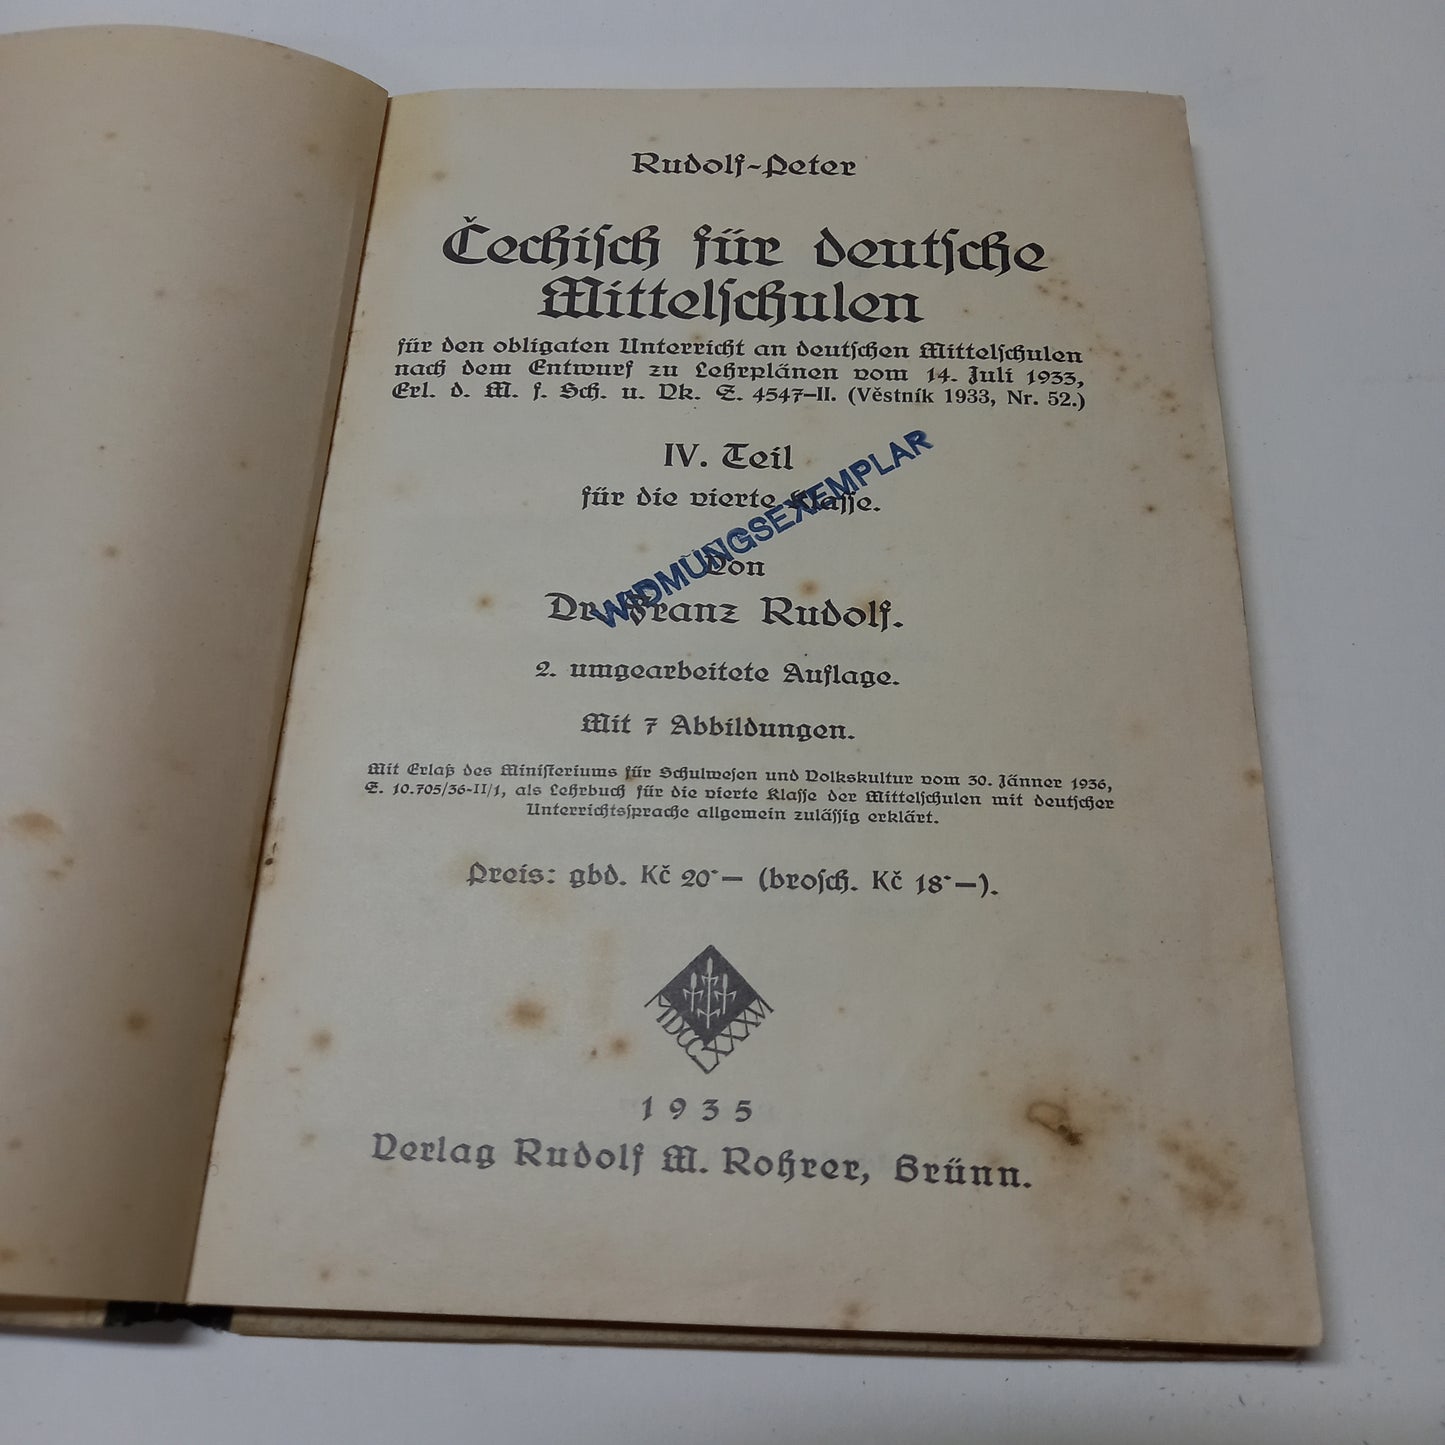 Rudolf-Peter
Čechiſch für deutſche
Mittelſchulen
für den obligaten Unterricht an deutſchen Mittelſchulen
nach dem Entwurf zu Lehrplänen vom 14. Juli 1933,
Erl. d. M. f. Sch. u. Vk. Z. 4547–II. (Věstník 1933, Nr. 52.)
IV. Teil
für die vierte Klaſſe.
WIDMUNGSEXEMPLAR
Von
Dr. Franz Rudolf.
2. umgearbeitete Auflage.
Mit 7 Abbildungen.
Mit Erlaß des Miniſteriums für Schulweſen und Volkskultur vom 30. Jänner 1936,
Z. 10.705/36-II/1, als Lehrbuch für die vierte Klaſſe der Mittelſchulen mit deutſcher
Unterrichtsſprache allgemein zuläſſig erklärt.
Preis: gbd. Kč 20·— (broſch. Kč 18·—).
MDCCLXXXVI
1935
Verlag Rudolf M. Rohrer, Brünn.